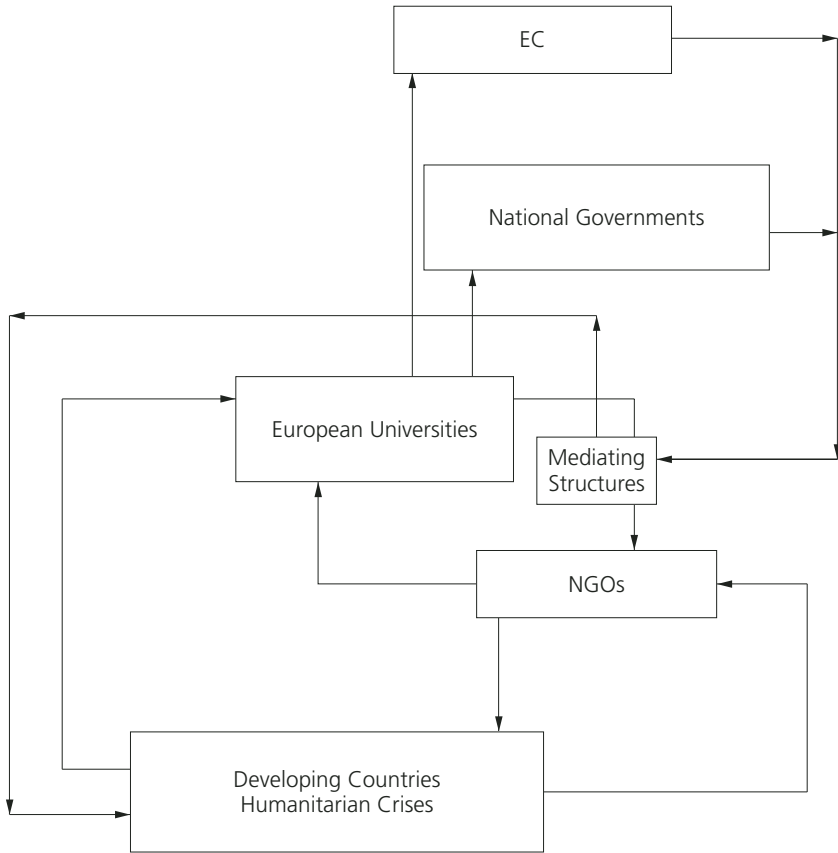 EC
National Governments
European Universities
Mediating
Structures
NGOs
Developing Countries
Humanitarian Crises